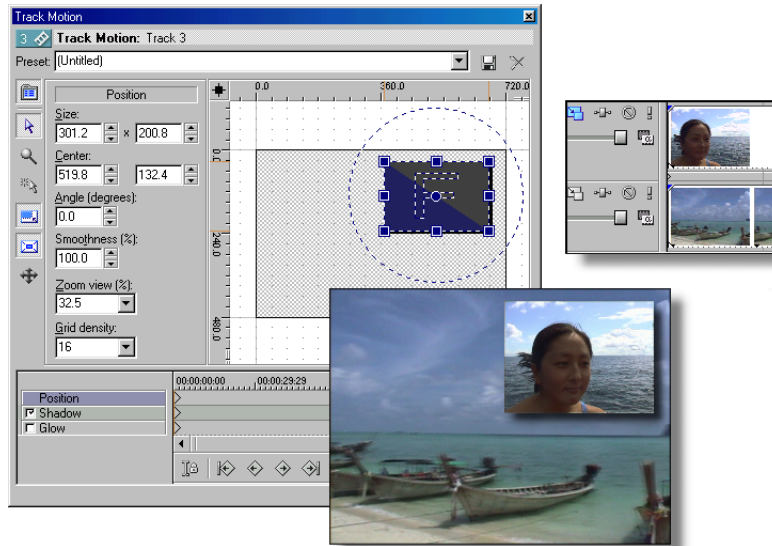 Track Motion
3 Track Motion: Track 3
Preset: (Untitled)
Position
Size:
301.2 x 200.8
Center:
519.8 132.4
Angle (degrees):
0.0
Smoothness (%):
100.0
Zoom view (%):
32.5
Grid density:
16
0.0 360.0 720.0
0.0
240.0
480.0
F
00:00:00:00 00:00:29:29
Position
Shadow
Glow